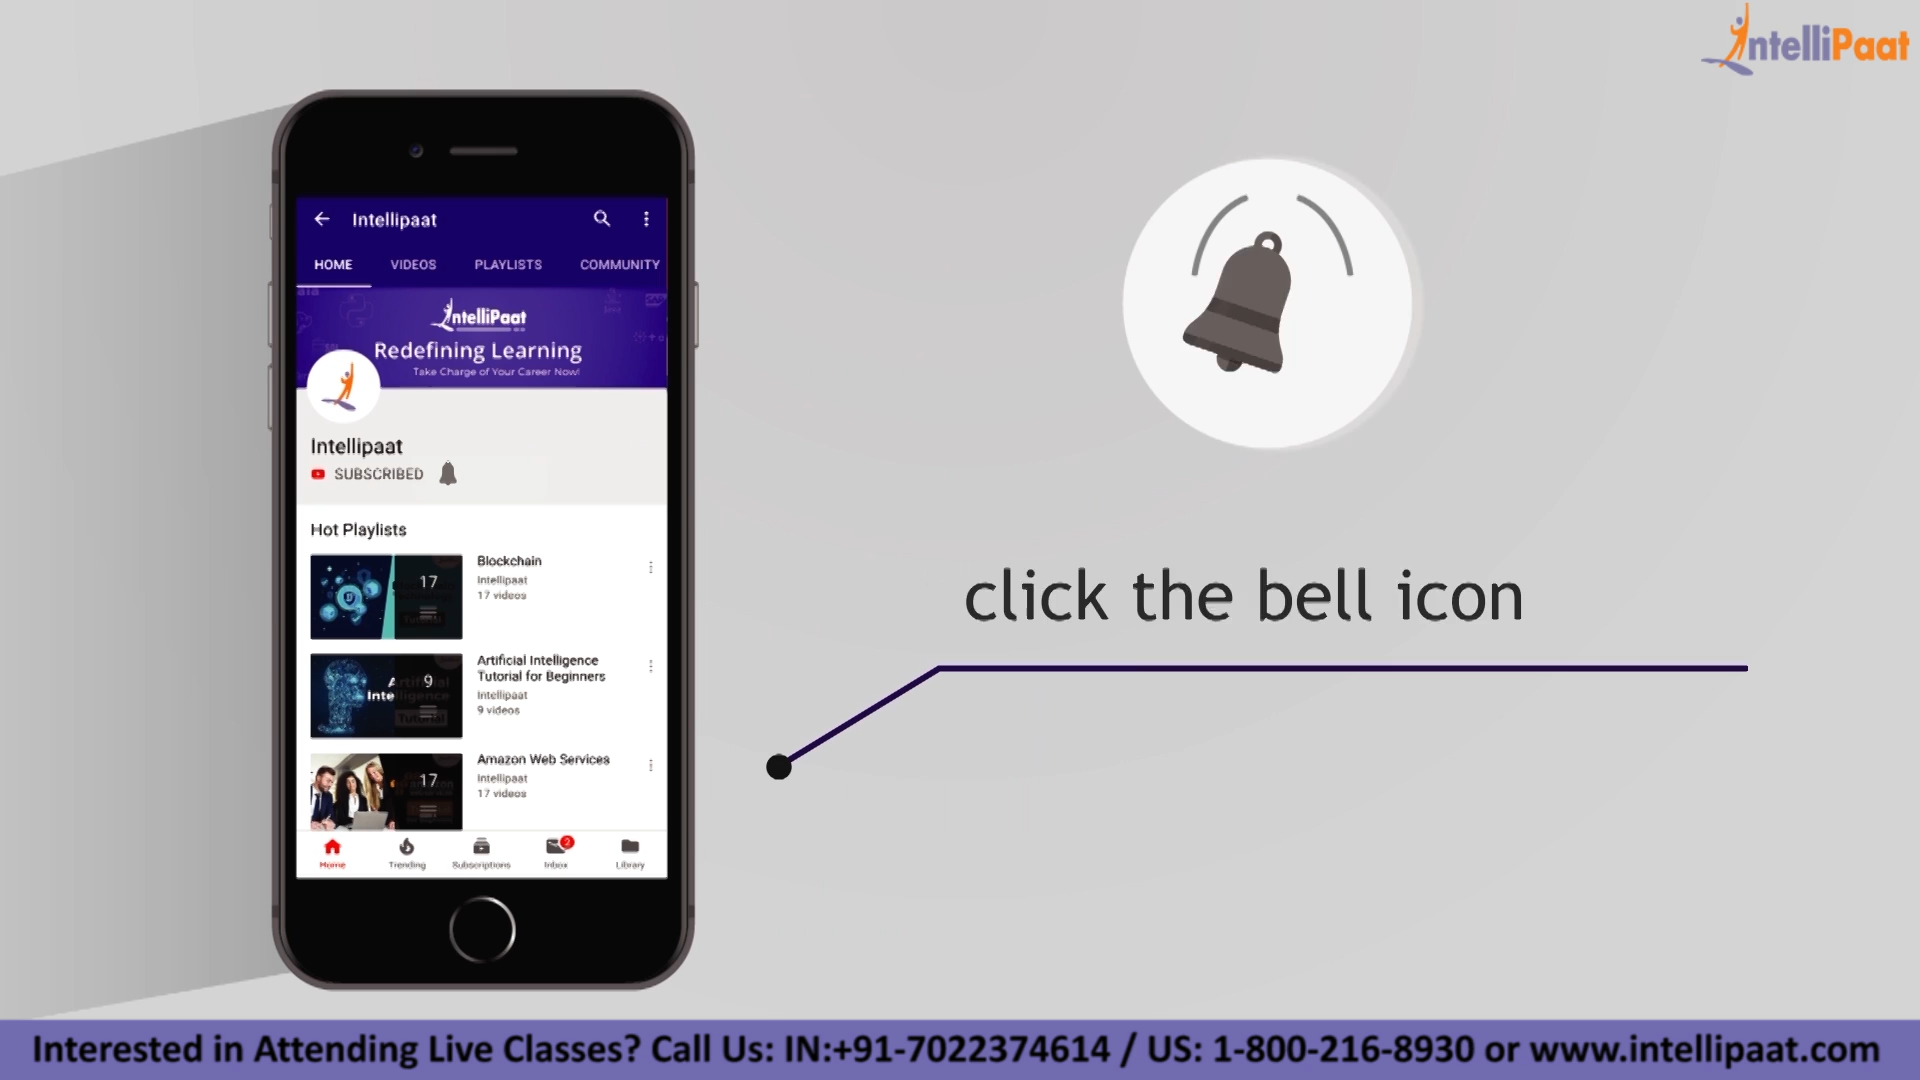 IntelliPaat
Intellipaat
HOME VIDEOS PLAYLISTS COMMUNITY
IntelliPaat
Redefining Learning
Take Charge of Your Career Now!
Intellipaat
SUBSCRIBED
Hot Playlists
17
Blockchain
Intellipaat
17 videos
9
Artificial Intelligence
Tutorial for Beginners
Intellipaat
9 videos
17
Amazon Web Services
Intellipaat
17 videos
2
Home Trending Subscriptions Inbox Library
click the bell icon
Interested in Attending Live Classes? Call Us: IN:+91-7022374614 / US: 1-800-216-8930 or www.intellipaat.com